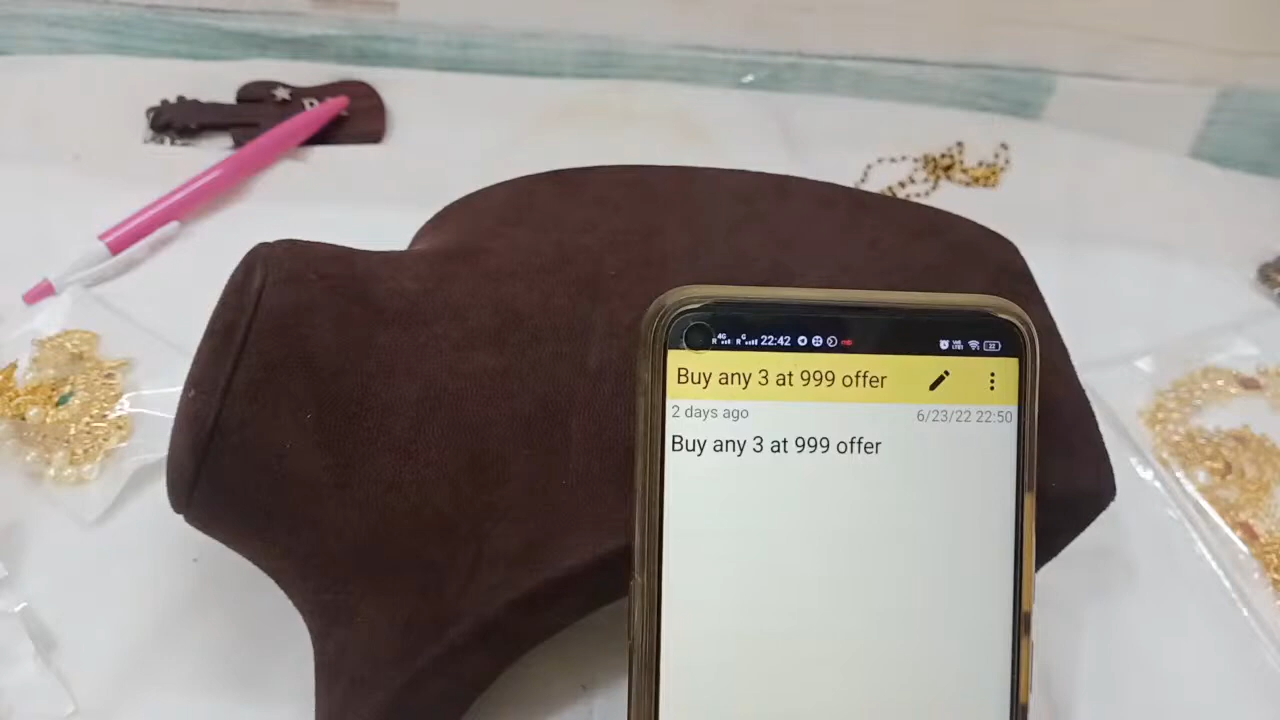 22:42
Buy any 3 at 999 offer
2 days ago
6/23/22 22:50
Buy any 3 at 999 offer